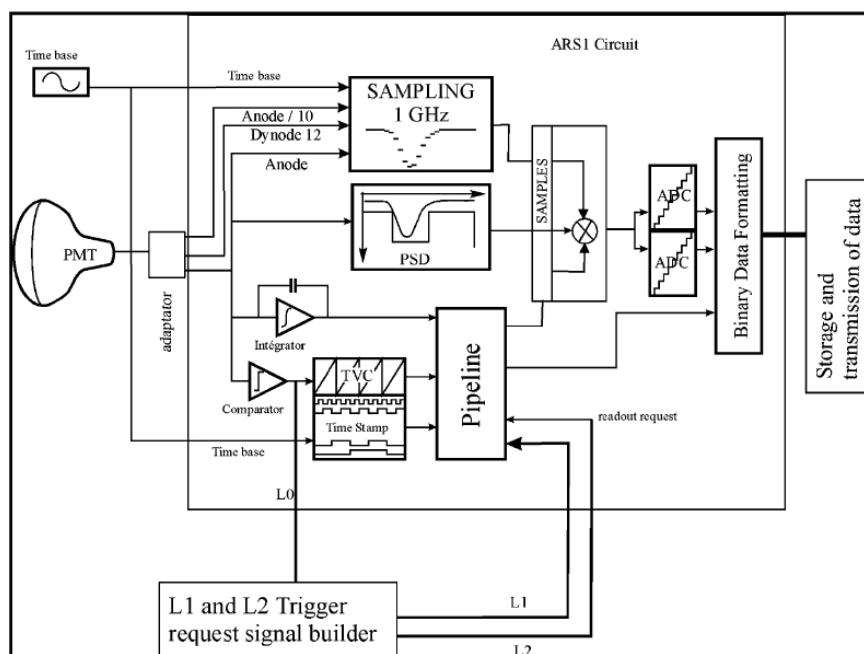 ARS1 Circuit
Time base
Time base
SAMPLING
1 GHz
Anode / 10
Dynode 12
Anode
PMT
adaptator
PSD
SAMPLES
ADC
ADC
Binary Data Formatting
Storage and
transmission of data
Intégrator
Comparator
TVC
Time Stamp
Pipeline
readout request
Time base
L0
L1 and L2 Trigger
request signal builder
L1
L2